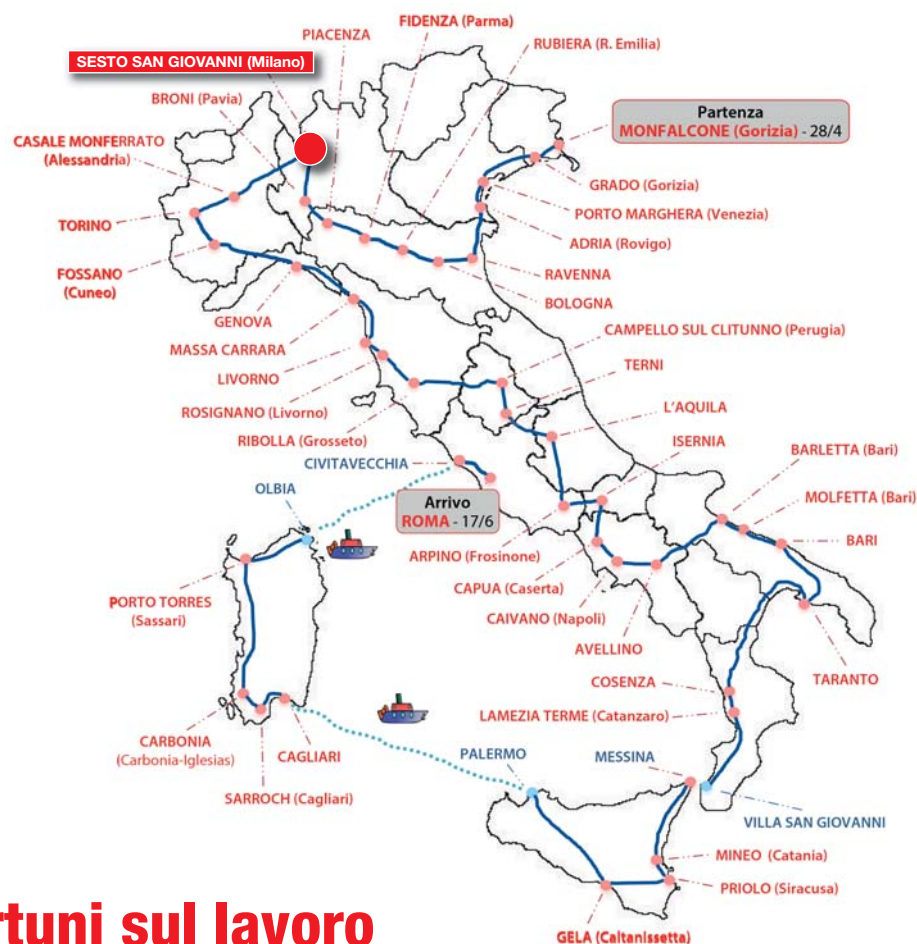 FIDENZA (Parma)
PIACENZA
RUBIERA (R. Emilia)
SESTO SAN GIOVANNI (Milano)
BRONI (Pavia)
Partenza
MONFALCONE (Gorizia) - 28/4
CASALE MONFERRATO
(Alessandria)
GRADO (Gorizia)
PORTO MARGHERA (Venezia)
TORINO
ADRIA (Rovigo)
FOSSANO
(Cuneo)
RAVENNA
BOLOGNA
GENOVA
CAMPELLO SUL CLITUNNO (Perugia)
MASSA CARRARA
TERNI
LIVORNO
ROSIGNANO (Livorno)
L'AQUILA
RIBOLLA (Grosseto)
ISERNIA
CIVITAVECCHIA
BARLETTA (Bari)
OLBIA
MOLFETTA (Bari)
Arrivo
ROMA - 17/6
BARI
ARPINO (Frosinone)
CAPUA (Caserta)
PORTO TORRES
(Sassari)
CAIVANO (Napoli)
AVELLINO
TARANTO
COSENZA
LAMEZIA TERME (Catanzaro)
CARBONIA
(Carbonia-Iglesias)
CAGLIARI
PALERMO
MESSINA
SARROCH (Cagliari)
VILLA SAN GIOVANNI
MINEO (Catania)
PRIOLO (Siracusa)
rtuni sul lavoro
GELA (Caltanissetta)